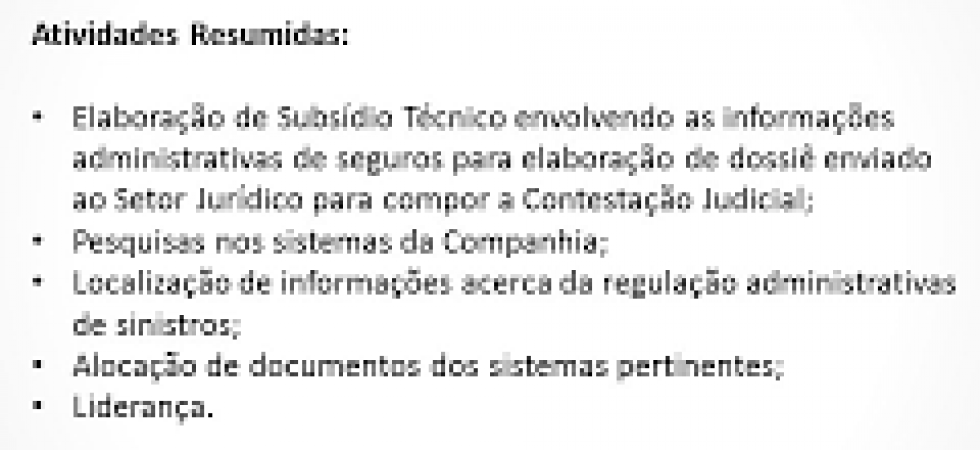 Atividades Resumidas:
• Elaboração de Subsídio Técnico envolvendo as informações
administrativas de seguros para elaboração de dossiê enviado
ao Setor Jurídico para compor a Contestação Judicial;
• Pesquisas nos sistemas da Companhia;
• Localização de informações acerca da regulação administrativas
de sinistros;
• Alocação de documentos dos sistemas pertinentes;
• Liderança.